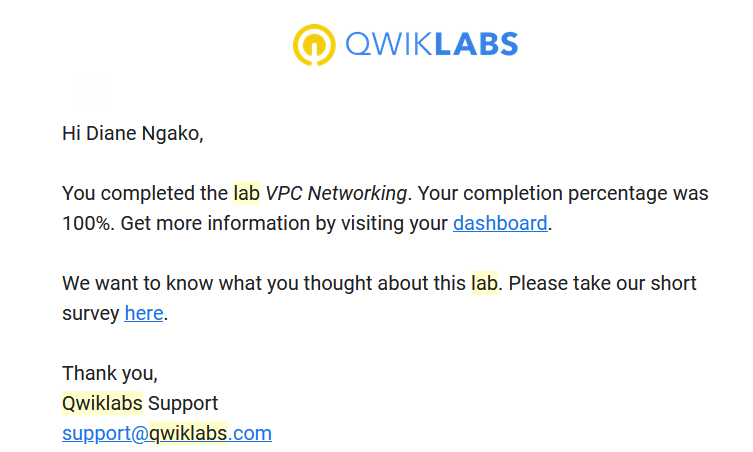 QWIKLABS
Hi Diane Ngako,
You completed the lab VPC Networking. Your completion percentage was
100%. Get more information by visiting your dashboard.
We want to know what you thought about this lab. Please take our short
survey here.
Thank you,
Qwiklabs Support
support@qwiklabs.com